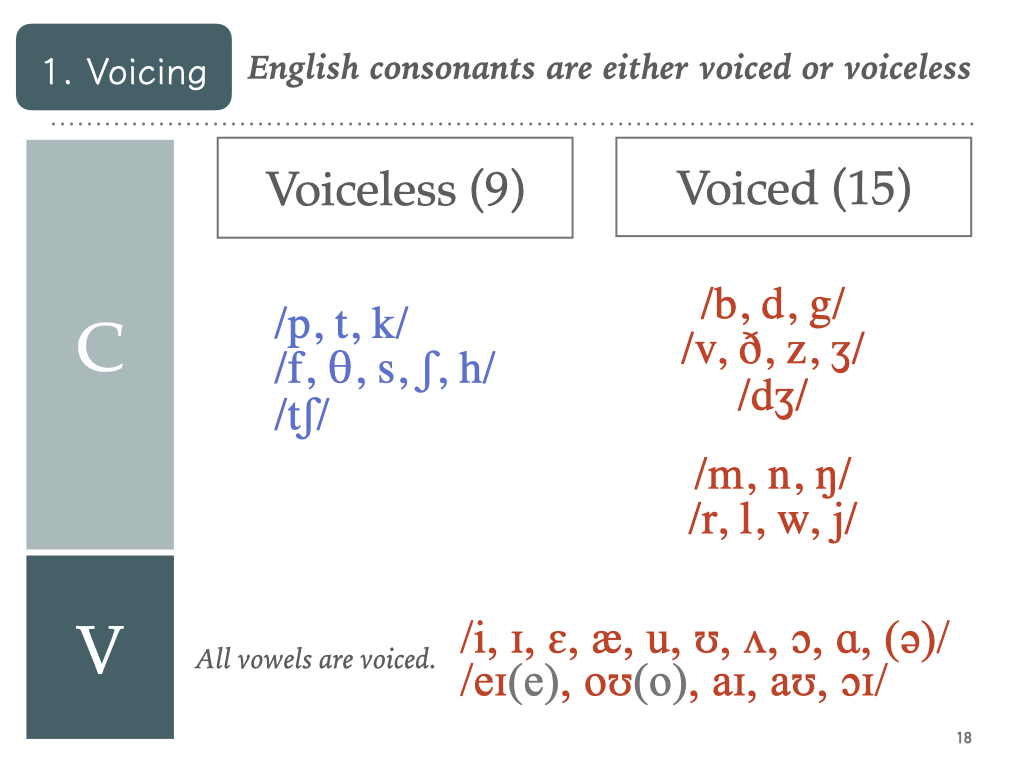 1. Voicing
English consonants are either voiced or voiceless
C
Voiceless (9)
/p, t, k/
/f, θ, s, ʃ, h/
/tʃ/
Voiced (15)
/b, d, g/
/v, ð, z, ʒ/
/dʒ/
/m, n, ŋ/
/r, l, w, j/
V
All vowels are voiced.
/i, ɪ, ɛ, æ, u, ʊ, ʌ, ɔ, ɑ, (ə)/
/eɪ(e), oʊ(o), aɪ, aʊ, ɔɪ/
18